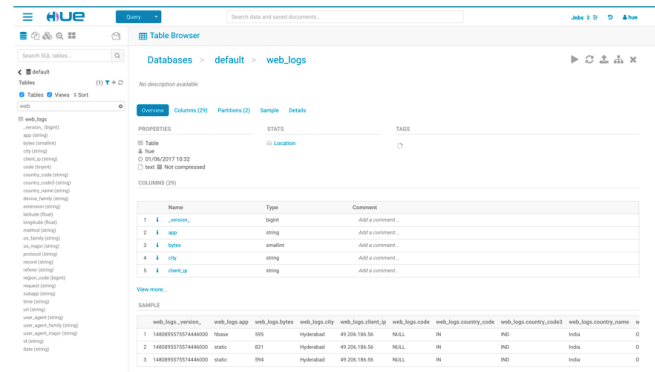 HUE
Query
Search data and saved documents...
Jobs 2
hue
Table Browser
Search SQL tables...
default
Tables (1)
Tables Views Sort
web
web_logs
_version_ (bigint)
app (string)
bytes (smallint)
city (string)
client_ip (string)
code (tinyint)
country_code (string)
country_code3 (string)
country_name (string)
device_family (string)
extension (string)
latitude (float)
longitude (float)
method (string)
os_family (string)
os_major (string)
protocol (string)
record (string)
referer (string)
region_code (bigint)
request (string)
subapp (string)
time (string)
url (string)
user_agent (string)
user_agent_family (string)
user_agent_major (string)
id (string)
date (string)
Databases > default > web_logs
No description available
Overview Columns (29) Partitions (2) Sample Details
PROPERTIES STATS TAGS
Table Location
hue
01/06/2017 10:32
text Not compressed
COLUMNS (29)
Name Type Comment
1 i _version_ bigint Add a comment...
2 i app string Add a comment...
3 i bytes smallint Add a comment...
4 i city string Add a comment...
5 i client_ip string Add a comment...
View more...
SAMPLE
web_logs._version_ web_logs.app web_logs.bytes web_logs.city web_logs.client_ip web_logs.code web_logs.country_code web_logs.country_code3 web_logs.country_name w
1 1480895575574446000 hbase 595 Hyderabad 49.206.186.56 NULL IN IND India O
2 1480895575574446000 static 831 Hyderabad 49.206.186.56 NULL IN IND India O
3 1480895575574446000 static 594 Hyderabad 49.206.186.56 NULL IN IND India O